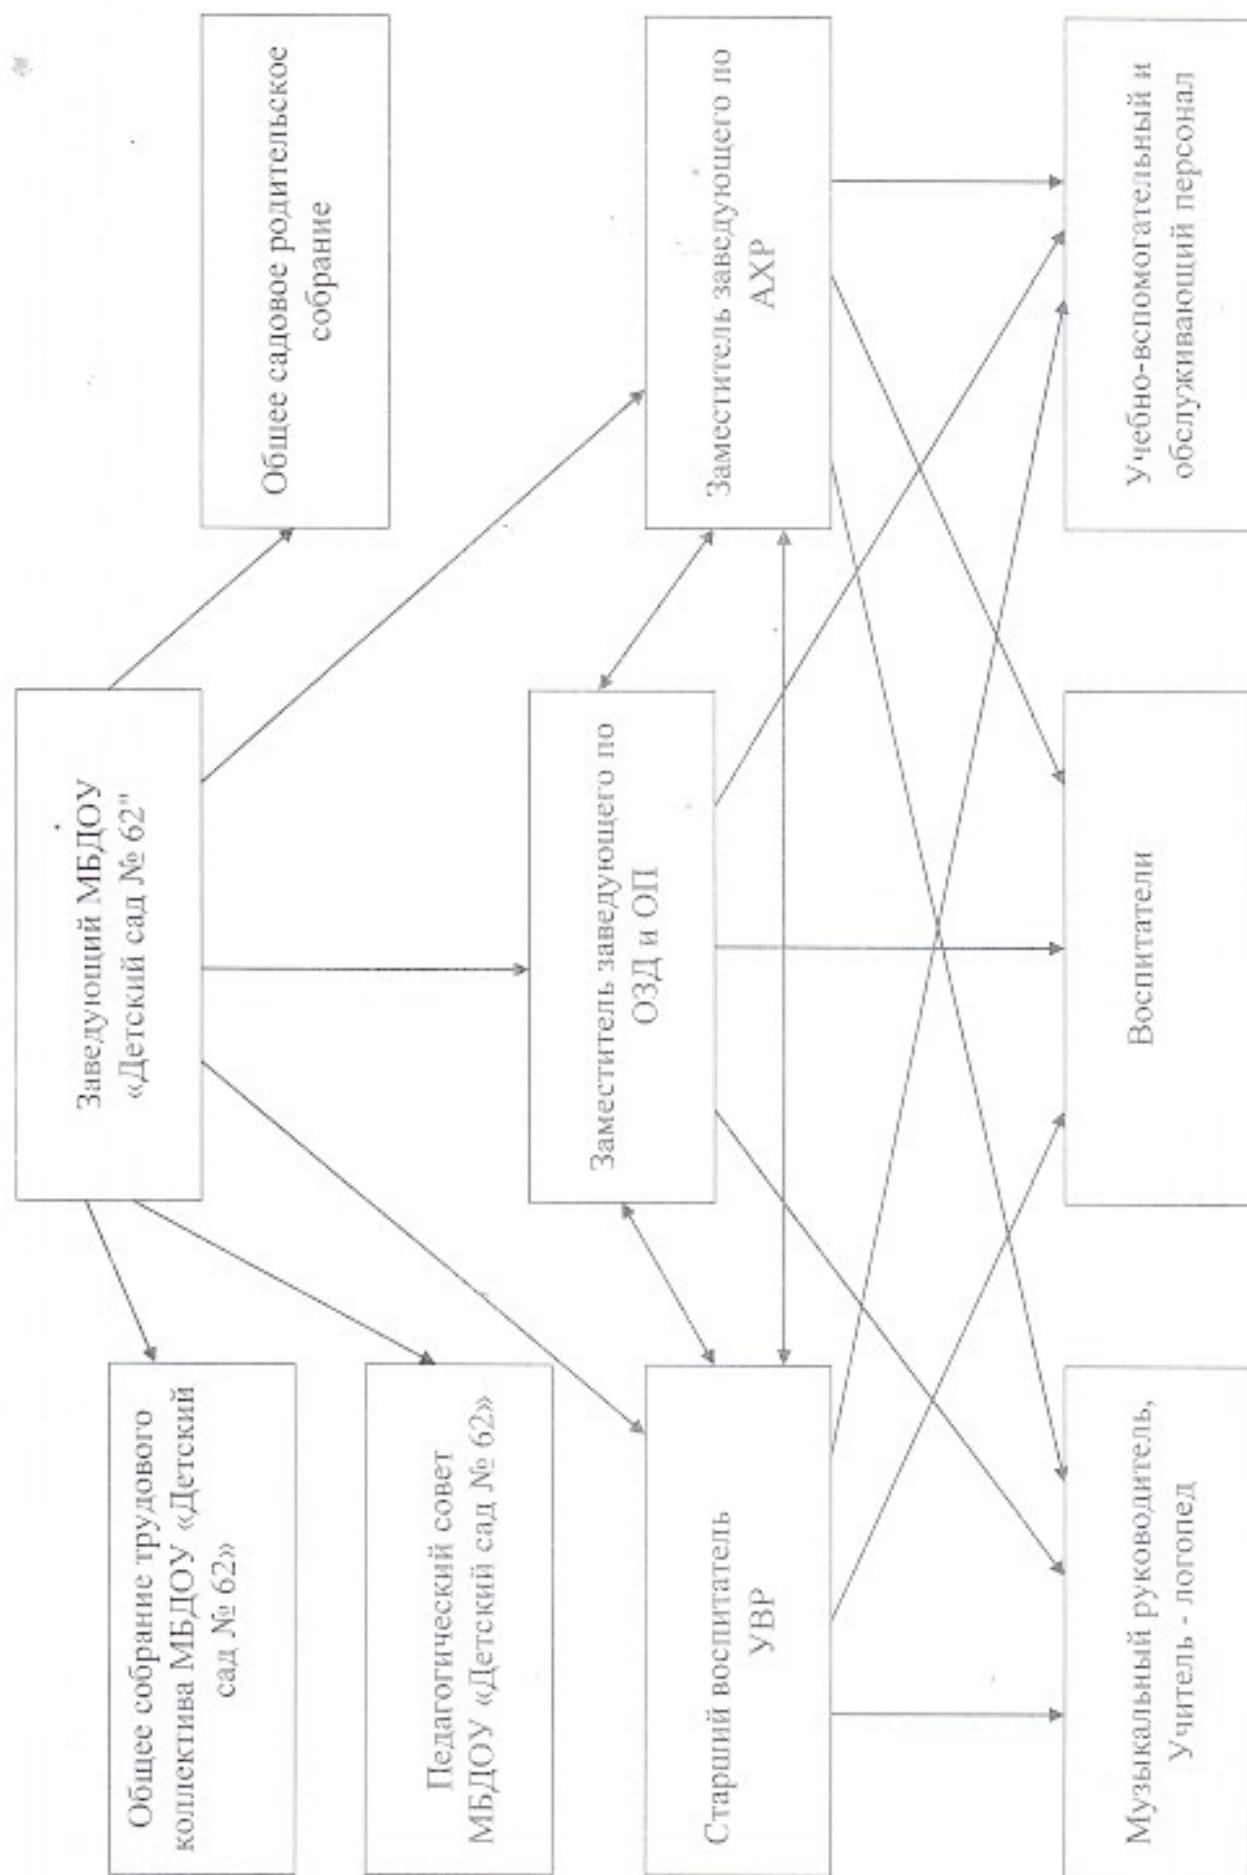 Заведующий МБДОУ
«Детский сад № 62"
Общее собрание трудового
коллектива МБДОУ «Детский
сад № 62»
Общее садовое родительское
собрание
Педагогический совет
МБДОУ «Детский сад № 62»
Заместитель заведующего по
ОЗД и ОП
Старший воспитатель
УВР
Заместитель заведующего по
АХР
Музыкальный руководитель,
Учитель - логопед
Воспитатели
Учебно-вспомогательный и
обслуживающий персонал